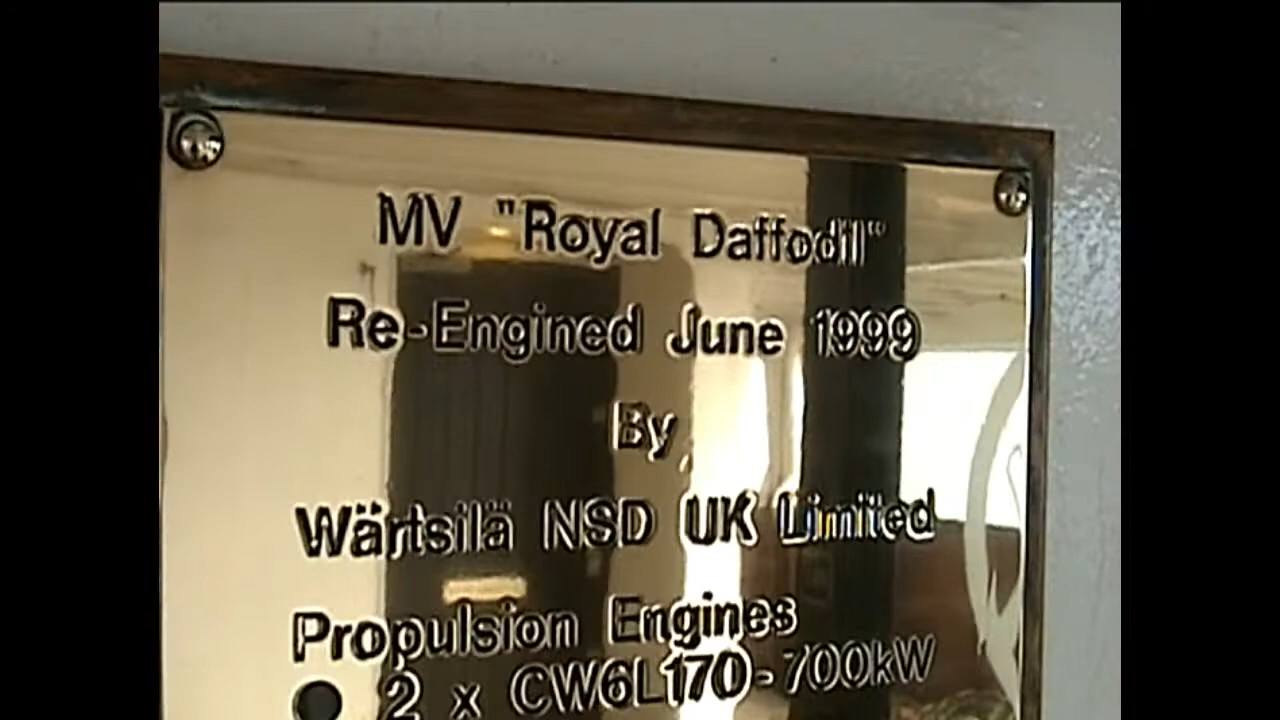 MV "Royal Daffodil"
Re-Engined June 1999
By
Wärtsilä NSD UK Limited
Propulsion Engines
● 2 x CW6L170-700kW